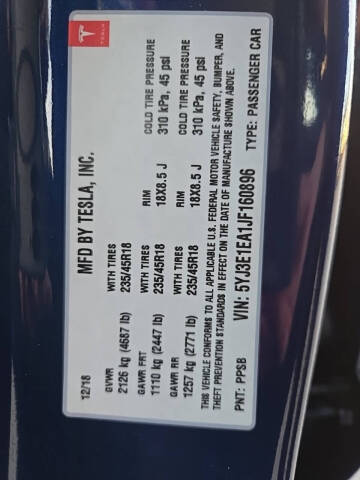 TESLA
MFD BY TESLA, INC.
12/18
GVWR WITH TIRES
2126 kg (4687 lb) 235/45R18
GAWR FRT WITH TIRES RIM COLD TIRE PRESSURE
1110 kg (2447 lb) 235/45R18 18X8.5 J 310 kPa, 45 psi
GAWR RR WITH TIRES RIM COLD TIRE PRESSURE
1257 kg (2771 lb) 235/45R18 18X8.5 J 310 kPa, 45 psi
THIS VEHICLE CONFORMS TO ALL APPLICABLE U.S. FEDERAL MOTOR VEHICLE SAFETY, BUMPER, AND
THEFT PREVENTION STANDARDS IN EFFECT ON THE DATE OF MANUFACTURE SHOWN ABOVE.
PNT: PPSB VIN: 5YJ3E1EA1JF160896 TYPE: PASSENGER CAR